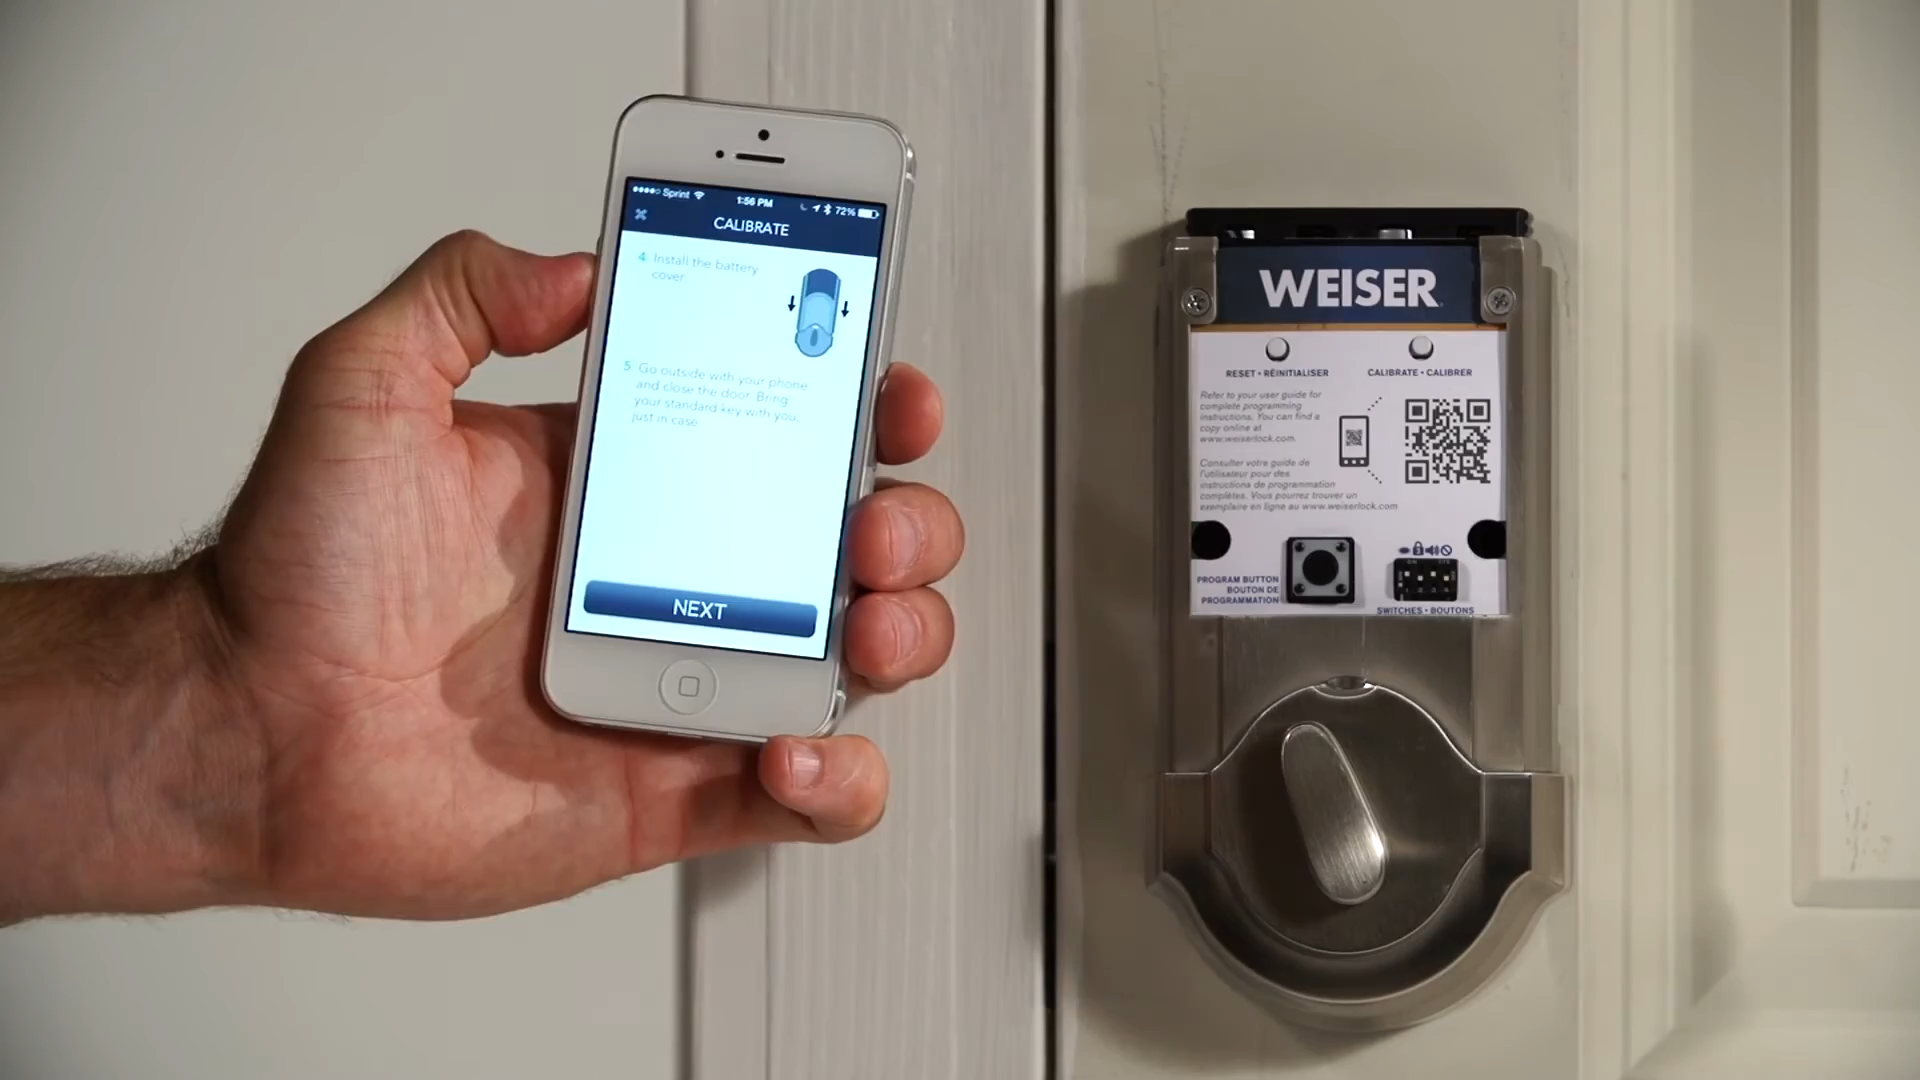 Sprint
1:56 PM
72%
CALIBRATE
4 Install the battery
cover
5 Go outside with your phone
and close the door. Bring
your standard key with you,
just in case
NEXT
WEISER
RESET • RÉINITIALISER
CALIBRATE • CALIBRER
Refer to your user guide for
complete programming
instructions. You can find a
copy online at
www.weiserlock.com.
Consulter votre guide de
l'utilisateur pour des
instructions de programmation
complètes. Vous pourrez trouver un
exemplaire en ligne au www.weiserlock.com
PROGRAM BUTTON
BOUTON DE
PROGRAMMATION
SWITCHES • BOUTONS